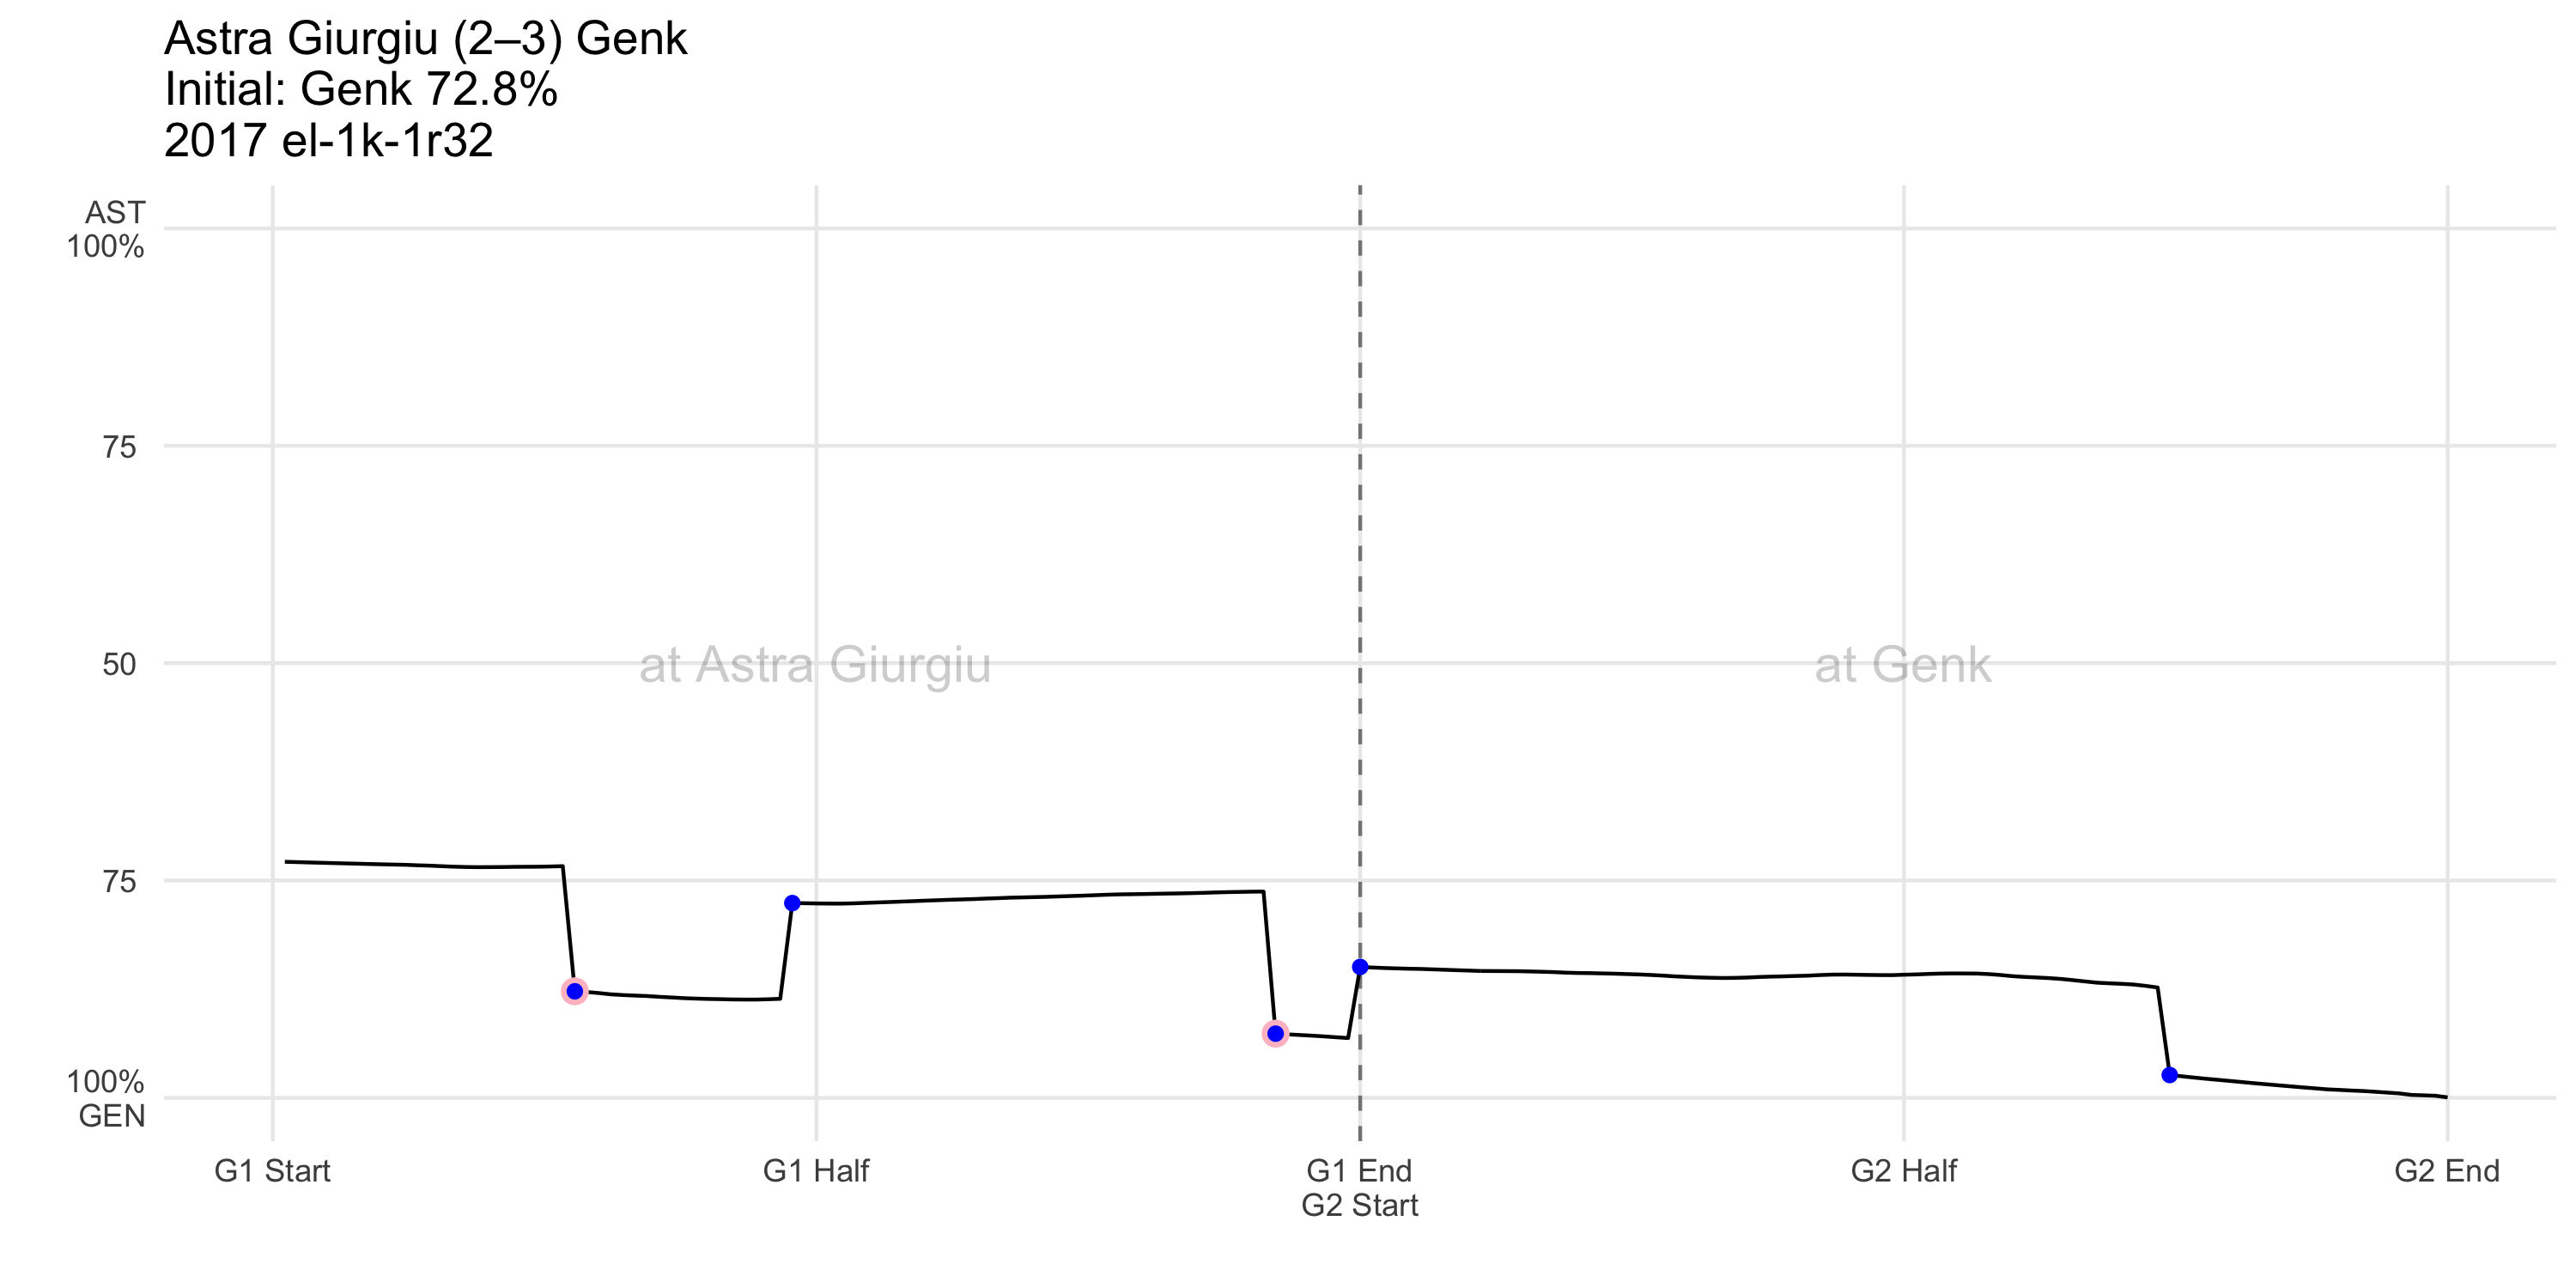 Astra Giurgiu (2–3) Genk
Initial: Genk 72.8%
2017 el-1k-1r32
AST
100%
75
50
at Astra Giurgiu
at Genk
75
100%
GEN
G1 Start
G1 Half
G1 End
G2 Start
G2 Half
G2 End